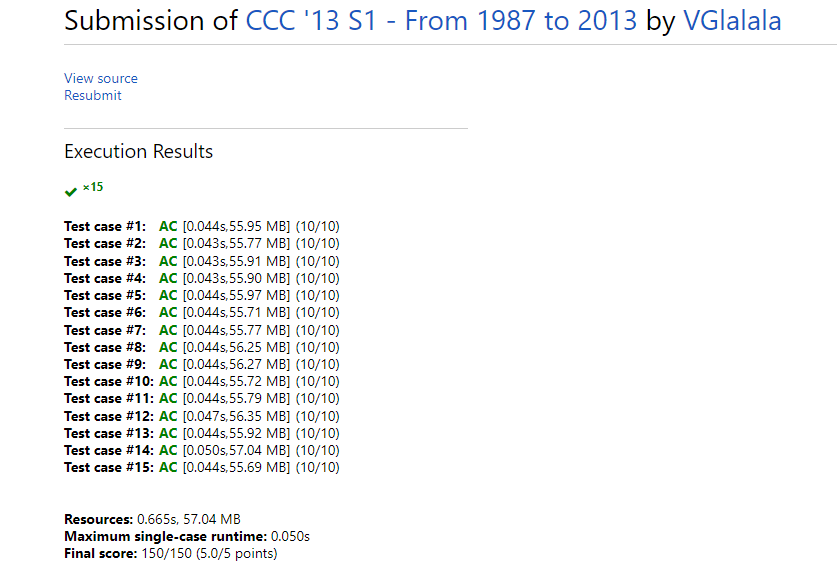 Submission of CCC '13 S1 - From 1987 to 2013 by VGlalala
View source
Resubmit
Execution Results
✔ ×15
Test case #1: AC [0.044s,55.95 MB] (10/10)
Test case #2: AC [0.043s,55.77 MB] (10/10)
Test case #3: AC [0.043s,55.91 MB] (10/10)
Test case #4: AC [0.043s,55.90 MB] (10/10)
Test case #5: AC [0.044s,55.97 MB] (10/10)
Test case #6: AC [0.044s,55.71 MB] (10/10)
Test case #7: AC [0.044s,55.77 MB] (10/10)
Test case #8: AC [0.044s,56.25 MB] (10/10)
Test case #9: AC [0.044s,56.27 MB] (10/10)
Test case #10: AC [0.044s,55.72 MB] (10/10)
Test case #11: AC [0.044s,55.79 MB] (10/10)
Test case #12: AC [0.047s,56.35 MB] (10/10)
Test case #13: AC [0.044s,55.92 MB] (10/10)
Test case #14: AC [0.050s,57.04 MB] (10/10)
Test case #15: AC [0.044s,55.69 MB] (10/10)
Resources: 0.665s, 57.04 MB
Maximum single-case runtime: 0.050s
Final score: 150/150 (5.0/5 points)